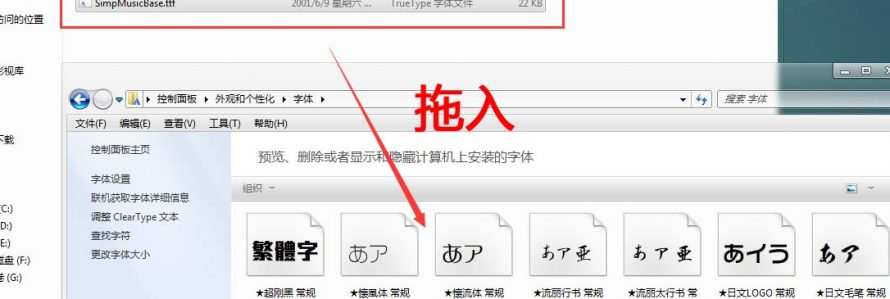 SimpMusicBase.ttf 2001/6/9 星期六 ... TrueType 字体文件 22 KB
访问的位置
影视库
下载
(C:)
(D:)
(E:)
磁盘 (F:)
(G:)
拖入
控制面板 外观和个性化 字体
搜索 字体
文件(F) 编辑(E) 查看(V) 工具(T) 帮助(H)
控制面板主页
字体设置
联机获取字体详细信息
调整 ClearType 文本
查找字符
更改字体大小
预览、删除或者显示和隐藏计算机上安装的字体
组织
繁體字 あア あア あア亜 あア亜 あイう あア
★超刚黑 常规 ★懐風体 常规 ★懐流体 常规 ★流丽行书 常规 ★流丽太行书 常 ★日文LOGO 常规 ★日文毛笔 常规